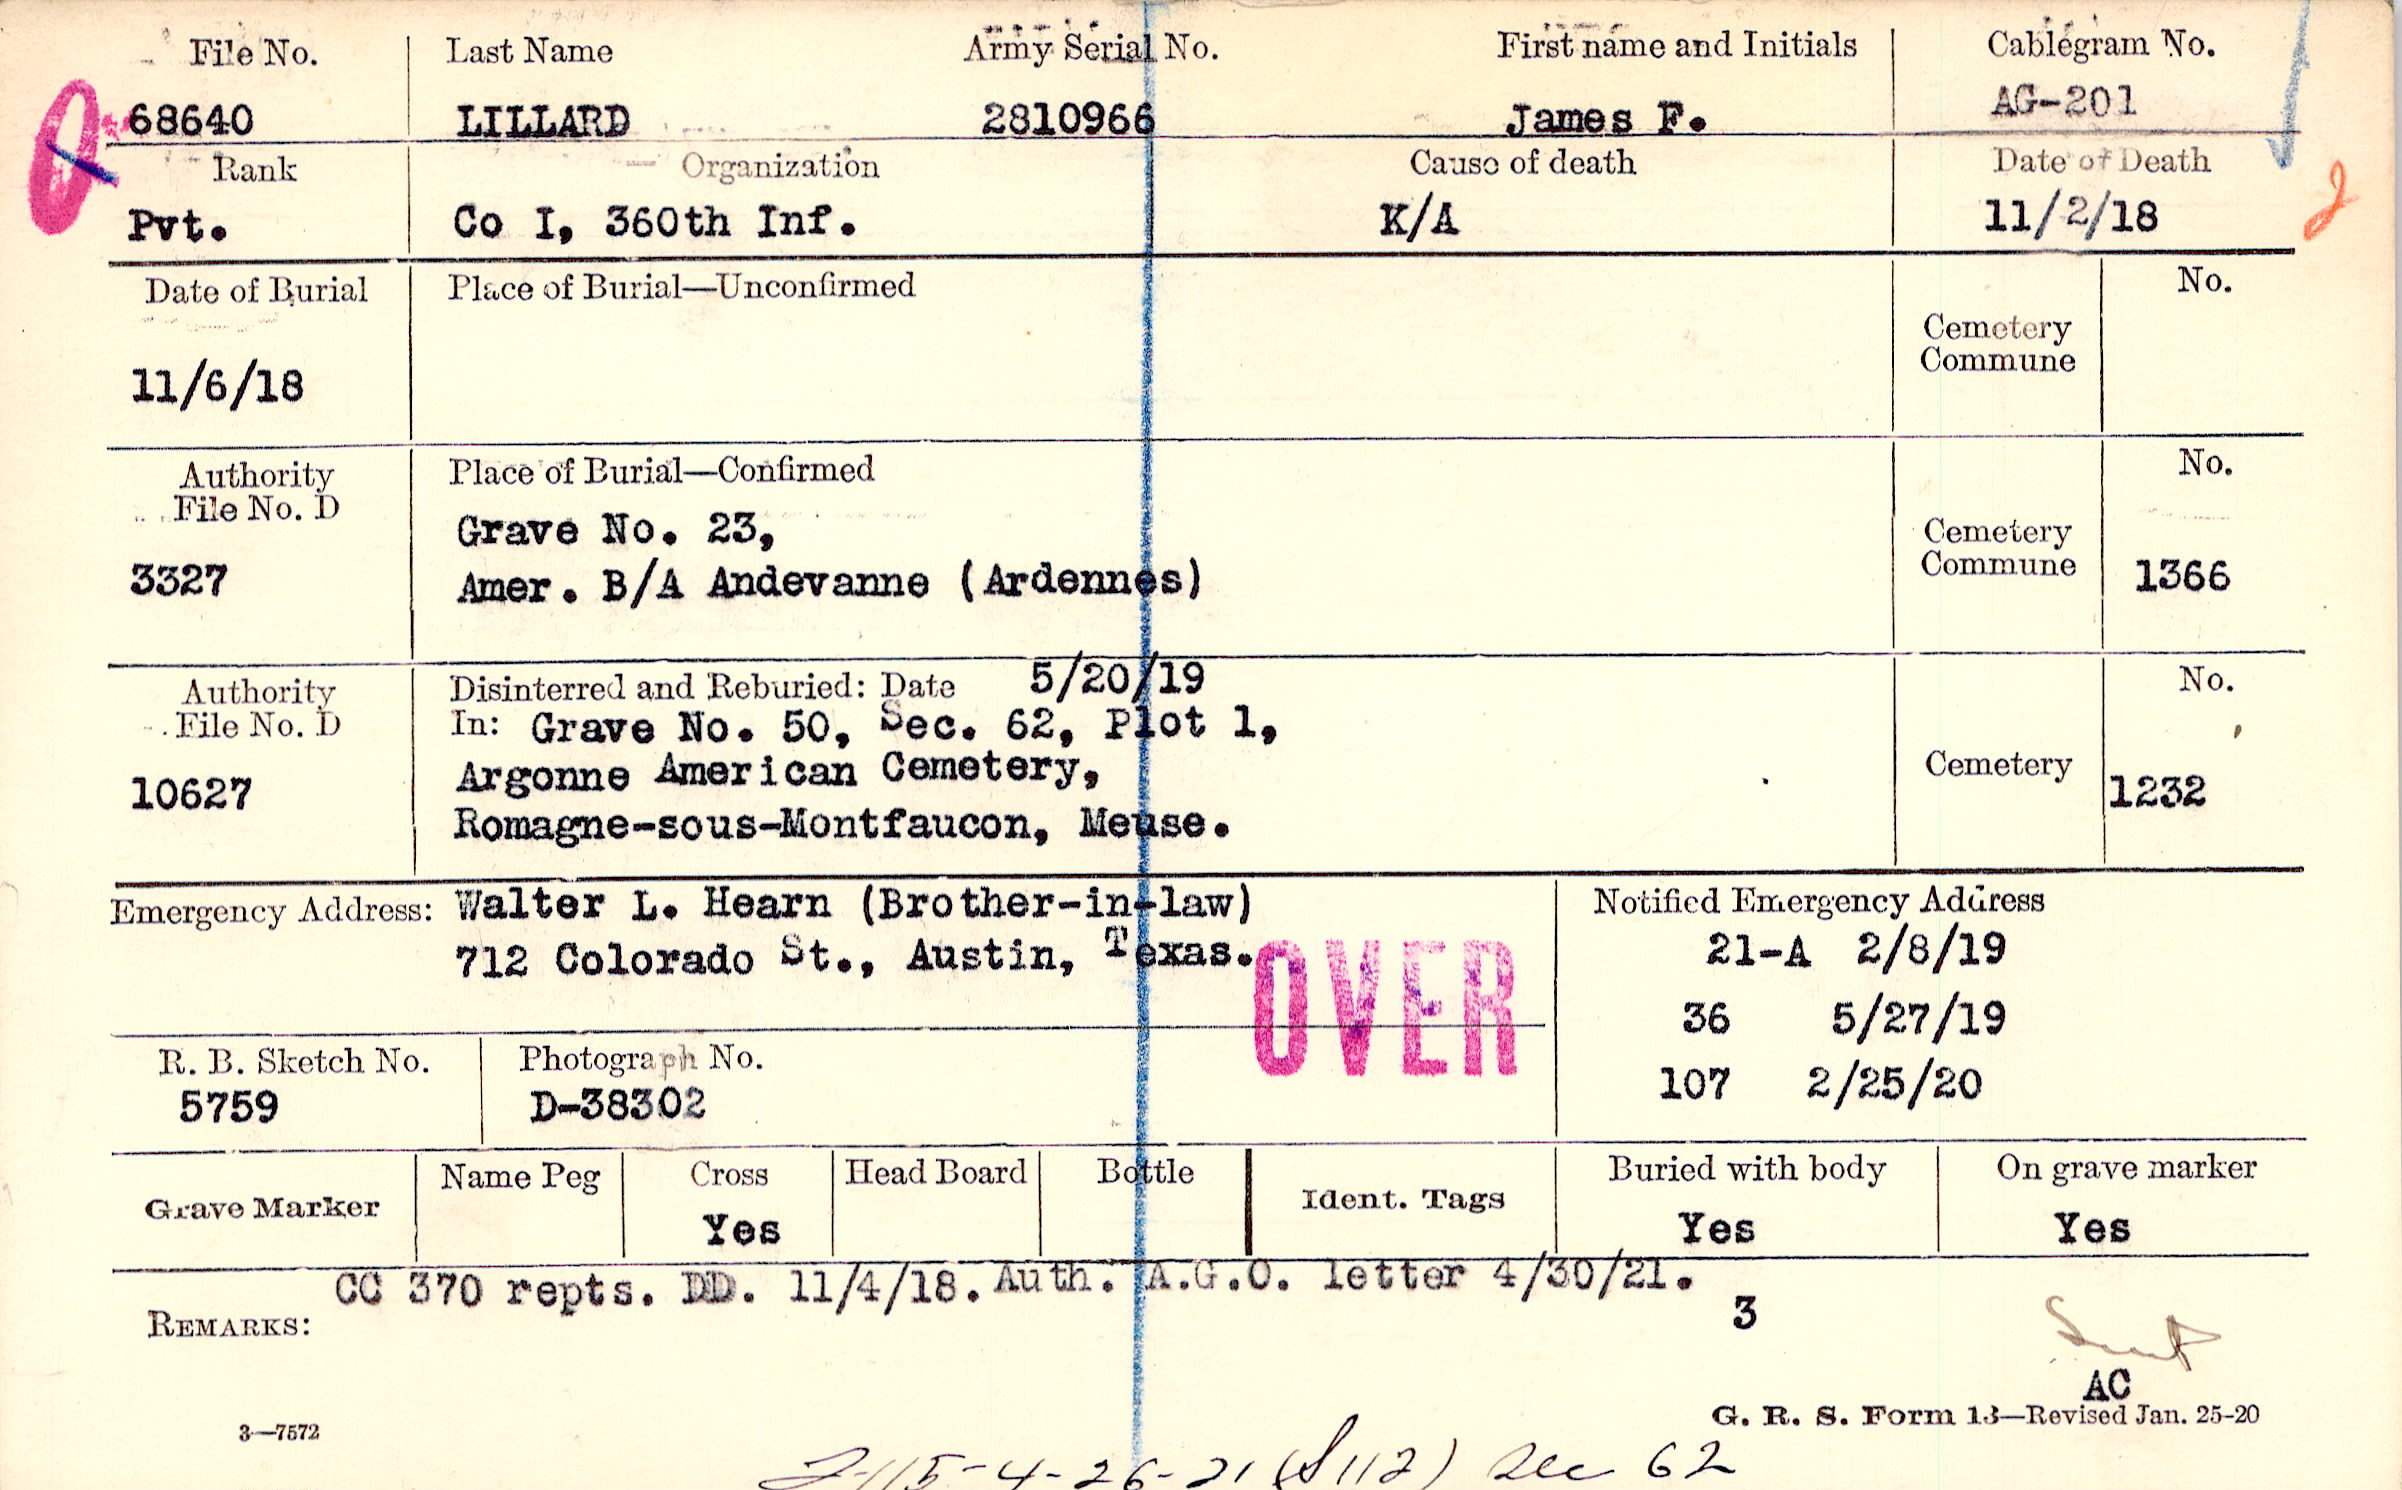 File No. Last Name Army Serial No. First name and Initials Cablegram No.
68640 LILLARD 2810966 James F. AG-201
Rank Organization Cause of death Date of Death
Pvt. Co I, 360th Inf. K/A 11/2/18
2
Date of Burial Place of Burial—Unconfirmed No.
Cemetery
Commune
11/6/18
Authority Place of Burial—Confirmed No.
File No. D
Grave No. 23,
Cemetery
Commune
3327 Amer. B/A Andevanne (Ardennes) 1366
Authority Disinterred and Reburied: Date 5/20/19 No.
File No. D In: Grave No. 50, Sec. 62, Plot 1,
10627 Argonne American Cemetery, Cemetery 1232
Romagne-sous-Montfaucon, Meuse.
Emergency Address: Walter L. Hearn (Brother-in-law) Notified Emergency Address
712 Colorado St., Austin, Texas. 21-A 2/8/19
OVER
36 5/27/19
R. B. Sketch No. Photograph No.
5759 D-38302 107 2/25/20
Grave Marker Name Peg Cross Head Board Bottle Ident. Tags Buried with body On grave marker
Yes Yes Yes
CC 370 repts. DD. 11/4/18. Auth. A.G.O. letter 4/30/21.
REMARKS: 3
AC
3—7572 G. R. S. Form 13—Revised Jan. 25-20
4-26-21 (S112) Sec 62